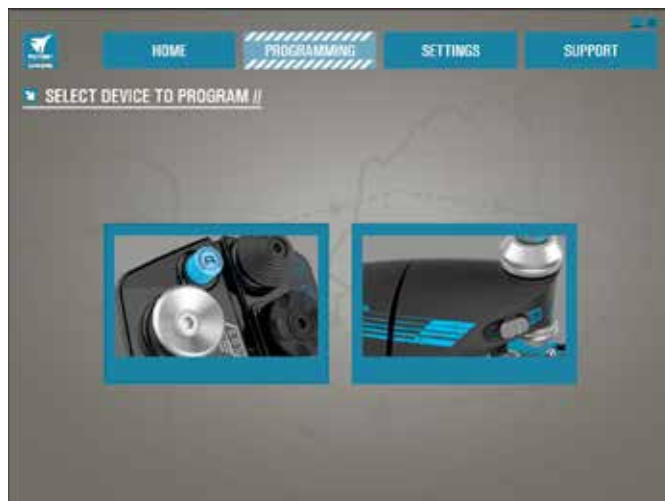 HOME
PROGRAMMING
SETTINGS
SUPPORT
SELECT DEVICE TO PROGRAM //